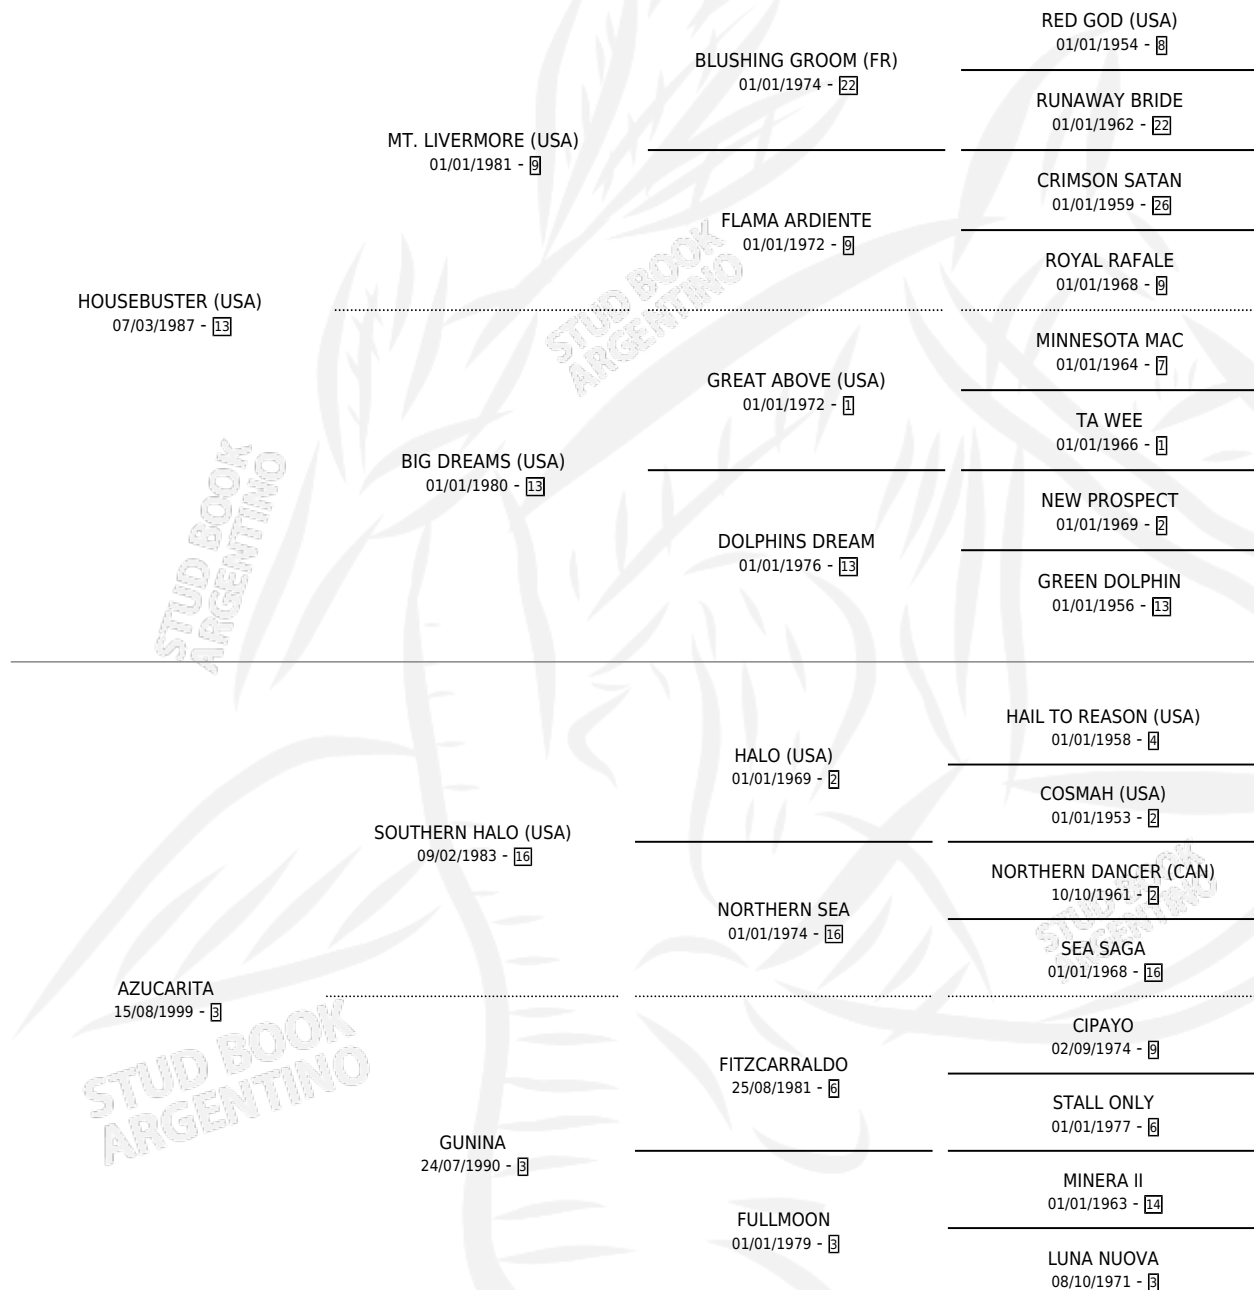 RED GOD (USA)
01/01/1954 - 8
BLUSHING GROOM (FR)
01/01/1974 - 22
RUNAWAY BRIDE
01/01/1962 - 22
MT. LIVERMORE (USA)
01/01/1981 - 9
CRIMSON SATAN
01/01/1959 - 26
FLAMA ARDIENTE
01/01/1972 - 9
ROYAL RAFALE
01/01/1968 - 9
HOUSEBUSTER (USA)
07/03/1987 - 13
MINNESOTA MAC
01/01/1964 - 7
GREAT ABOVE (USA)
01/01/1972 - 1
TA WEE
01/01/1966 - 1
BIG DREAMS (USA)
01/01/1980 - 13
NEW PROSPECT
01/01/1969 - 2
DOLPHINS DREAM
01/01/1976 - 13
GREEN DOLPHIN
01/01/1956 - 13
HAIL TO REASON (USA)
01/01/1958 - 4
HALO (USA)
01/01/1969 - 2
COSMAH (USA)
01/01/1953 - 2
SOUTHERN HALO (USA)
09/02/1983 - 16
NORTHERN DANCER (CAN)
10/10/1961 - 2
NORTHERN SEA
01/01/1974 - 16
SEA SAGA
01/01/1968 - 16
AZUCARITA
15/08/1999 - 3
CIPAYO
02/09/1974 - 9
FITZCARRALDO
25/08/1981 - 6
STALL ONLY
01/01/1977 - 6
GUNINA
24/07/1990 - 3
MINERA II
01/01/1963 - 14
FULLMOON
01/01/1979 - 3
LUNA NUOVA
08/10/1971 - 3
STUD BOOK
ARGENTINO
STUD BOOK
ARGENTINO
STUD BOOK
ARGENTINO
STUD BOOK
ARGENTINO